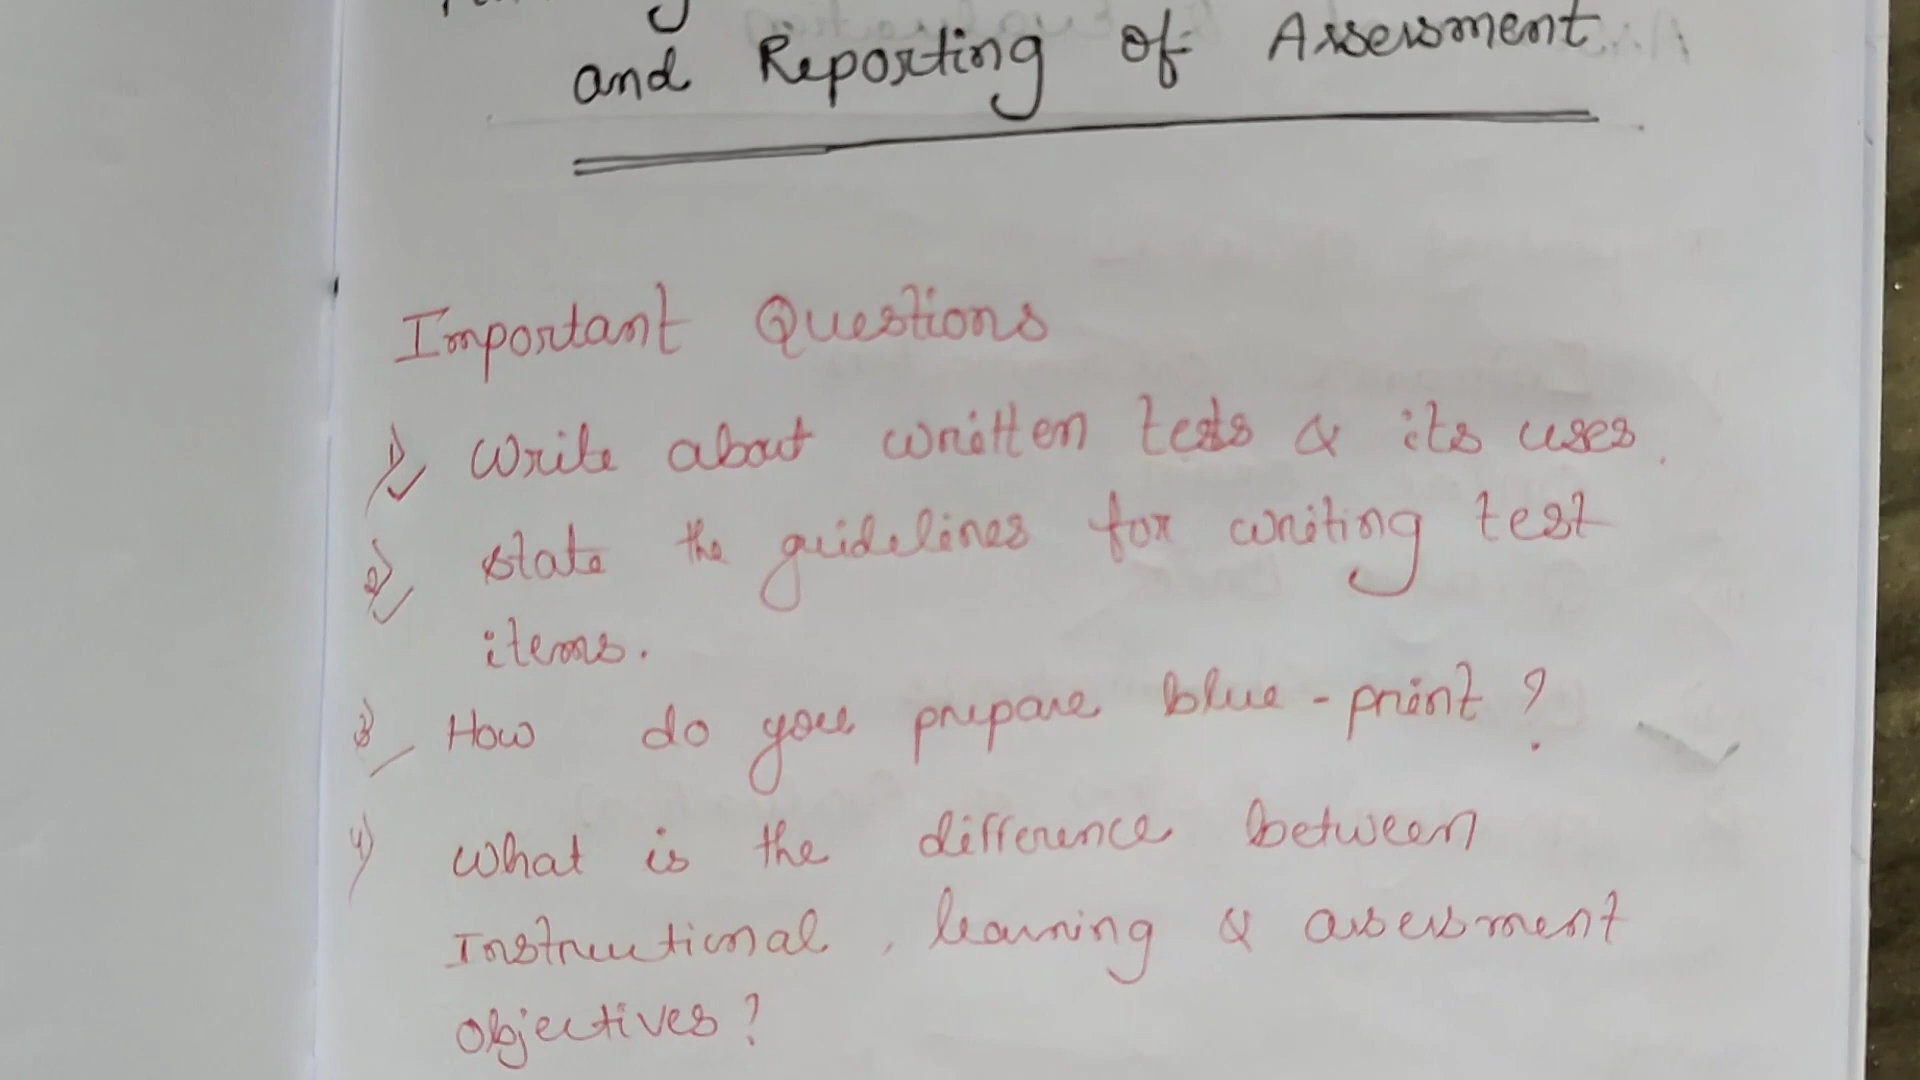 and Reporting of Assessment
Important Questions
1) Write about written tests & its uses.
2) state the guidelines for writing test
items.
3) How do you prepare blue-print ?
4) What is the difference between
Instructional, learning & assessment
objectives ?